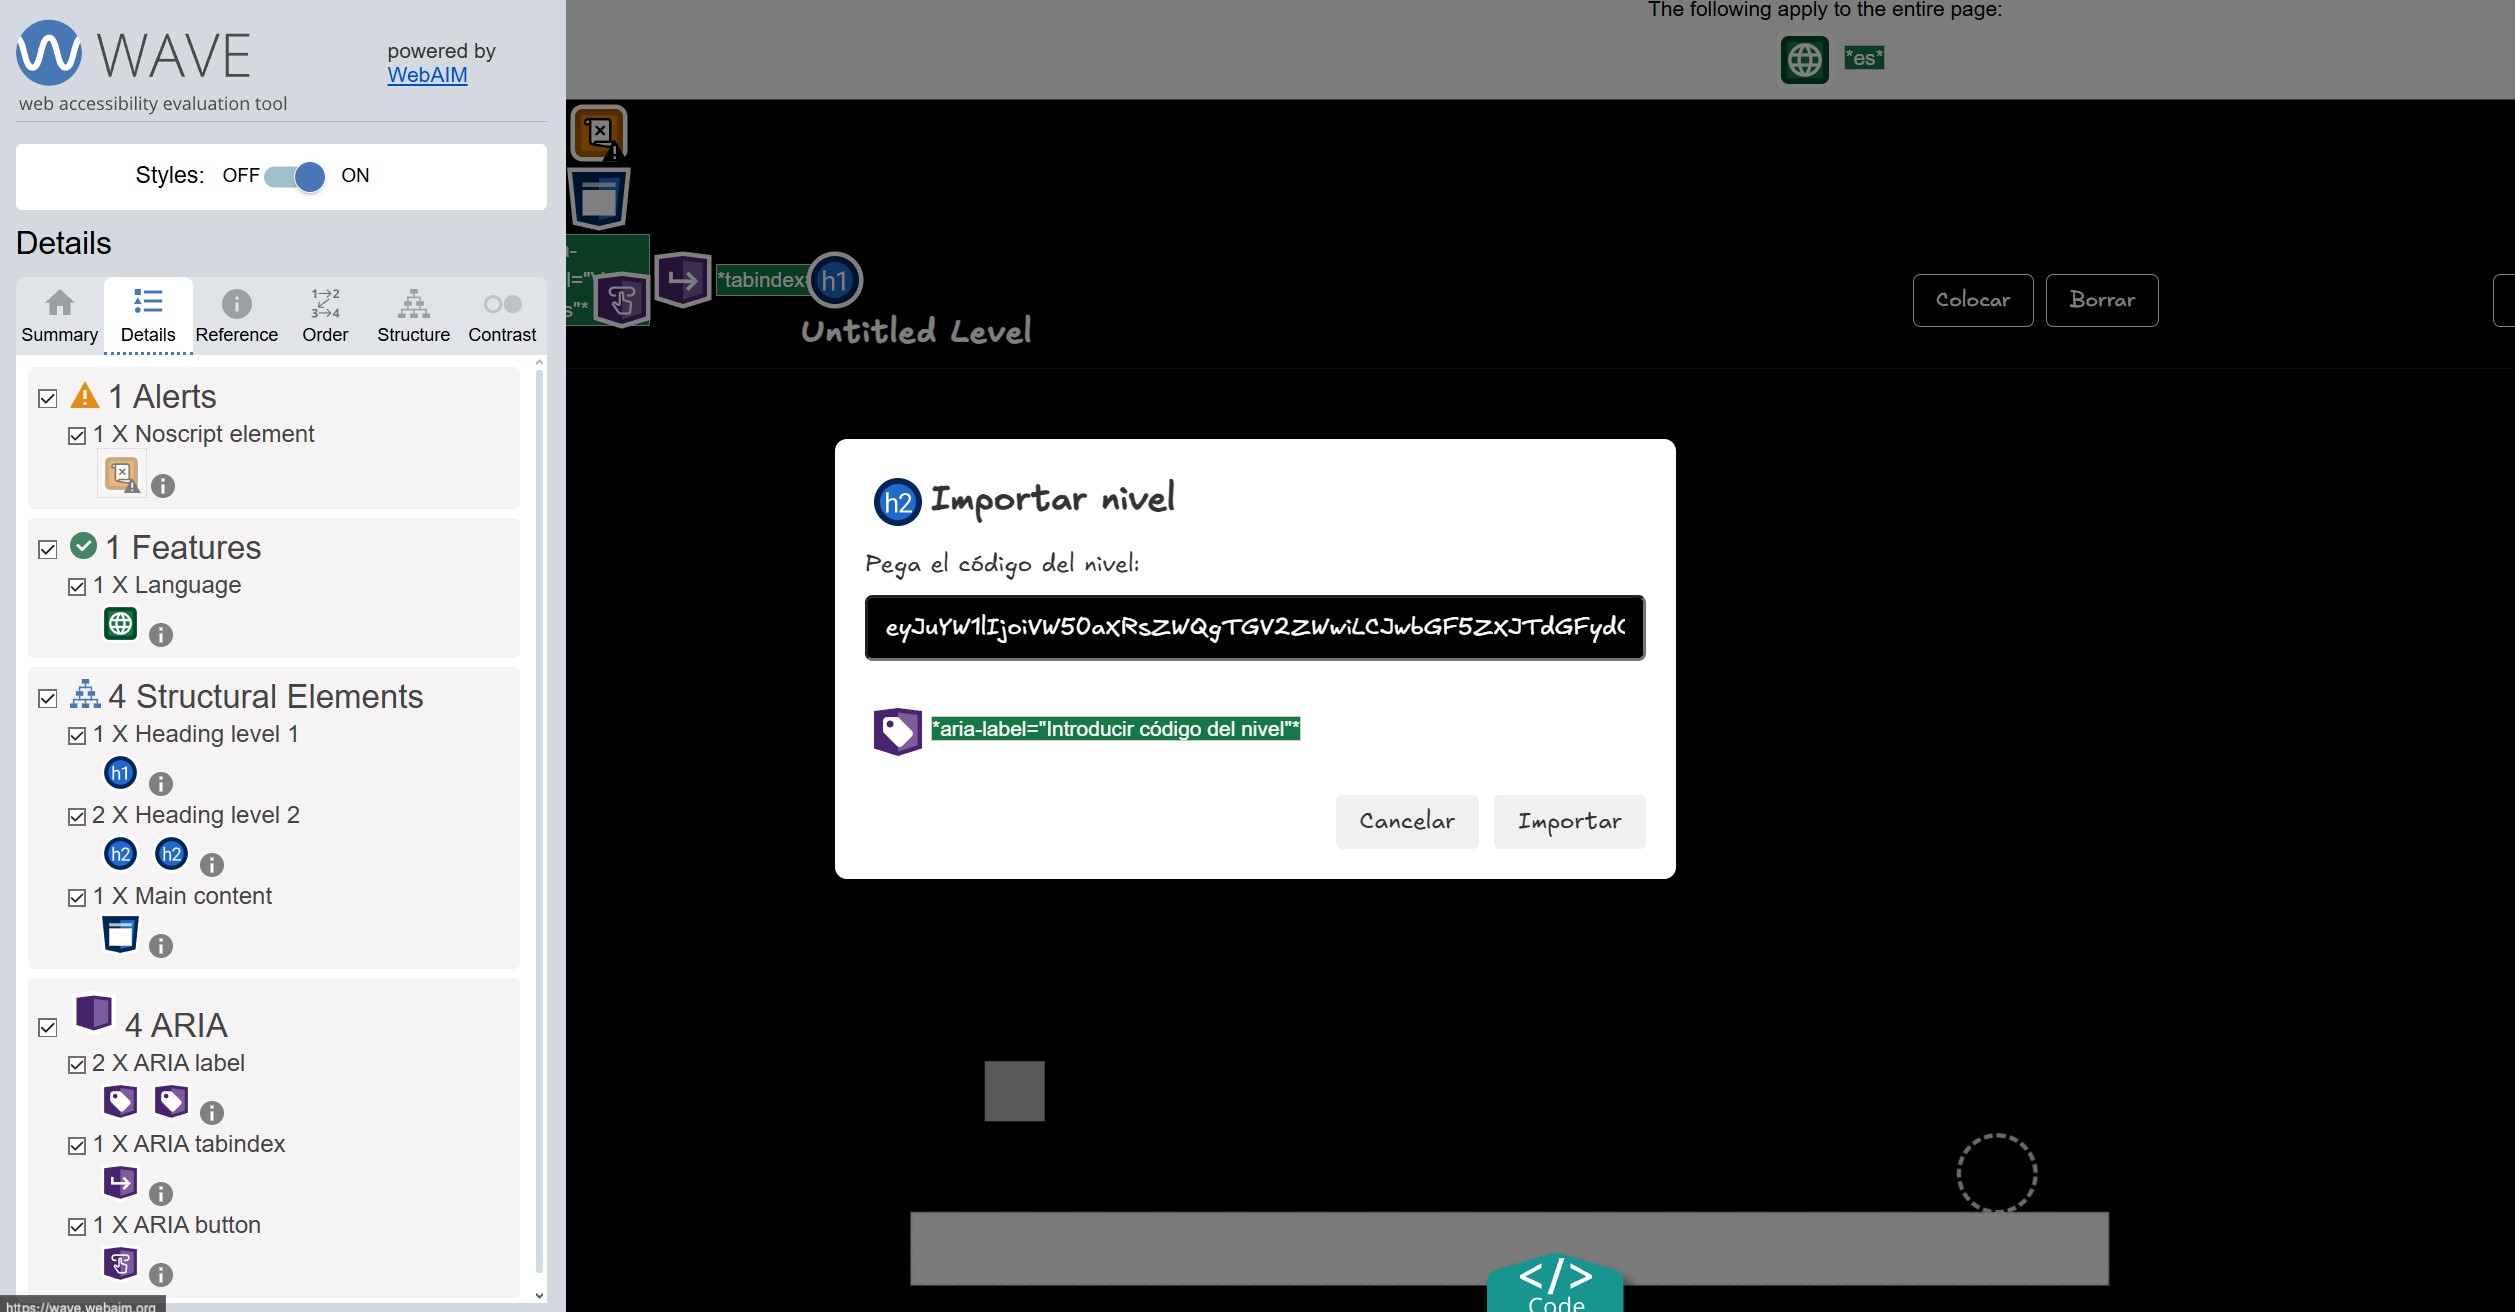 WAVE
powered by
WebAIM
web accessibility evaluation tool
Styles: OFF ON
Details
Summary Details Reference Order Structure Contrast
1 Alerts
1 X Noscript element
1 Features
1 X Language
4 Structural Elements
1 X Heading level 1
h1
2 X Heading level 2
h2 h2
1 X Main content
4 ARIA
2 X ARIA label
1 X ARIA tabindex
1 X ARIA button
https://wave.webaim.org
The following apply to the entire page:
*es*
*tabindex
h1
Untitled Level
Colocar Borrar
h2 Importar nivel
Pega el código del nivel:
eyJuYW1lIjoiVW50aXRsZWQgTGV2ZWwiLCJwbGF5ZXJTdGFyd
*aria-label="Introducir código del nivel"*
Cancelar Importar
</> Code